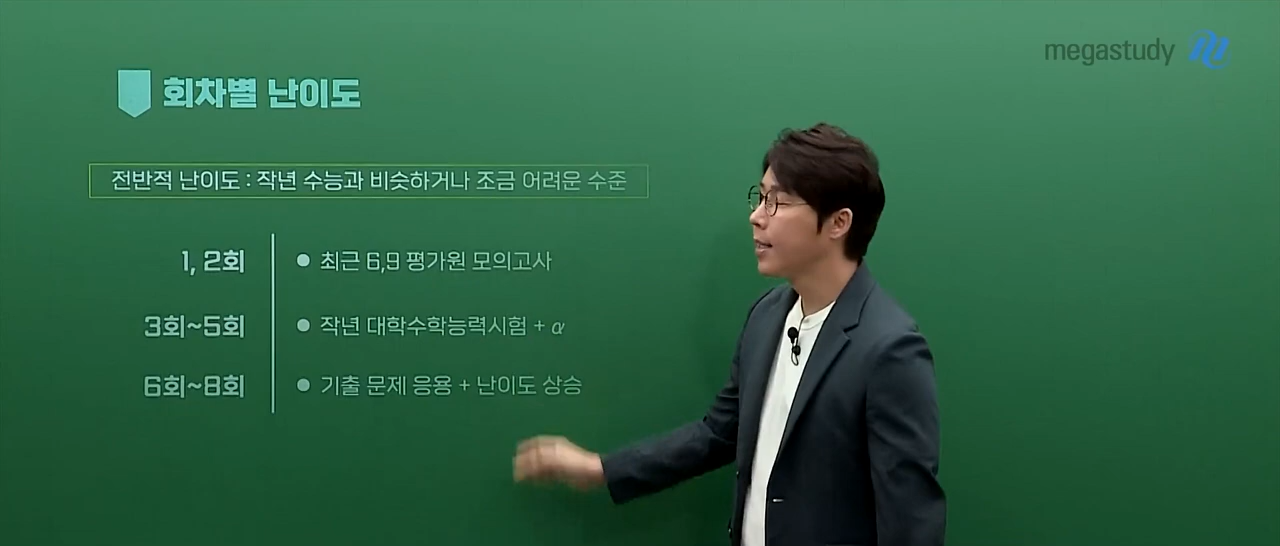 megastudy
회차별 난이도
전반적 난이도 : 작년 수능과 비슷하거나 조금 어려운 수준
1, 2회
최근 6,9 평가원 모의고사
3회~5회
작년 대학수학능력시험 + α
6회~8회
기출 문제 응용 + 난이도 상승